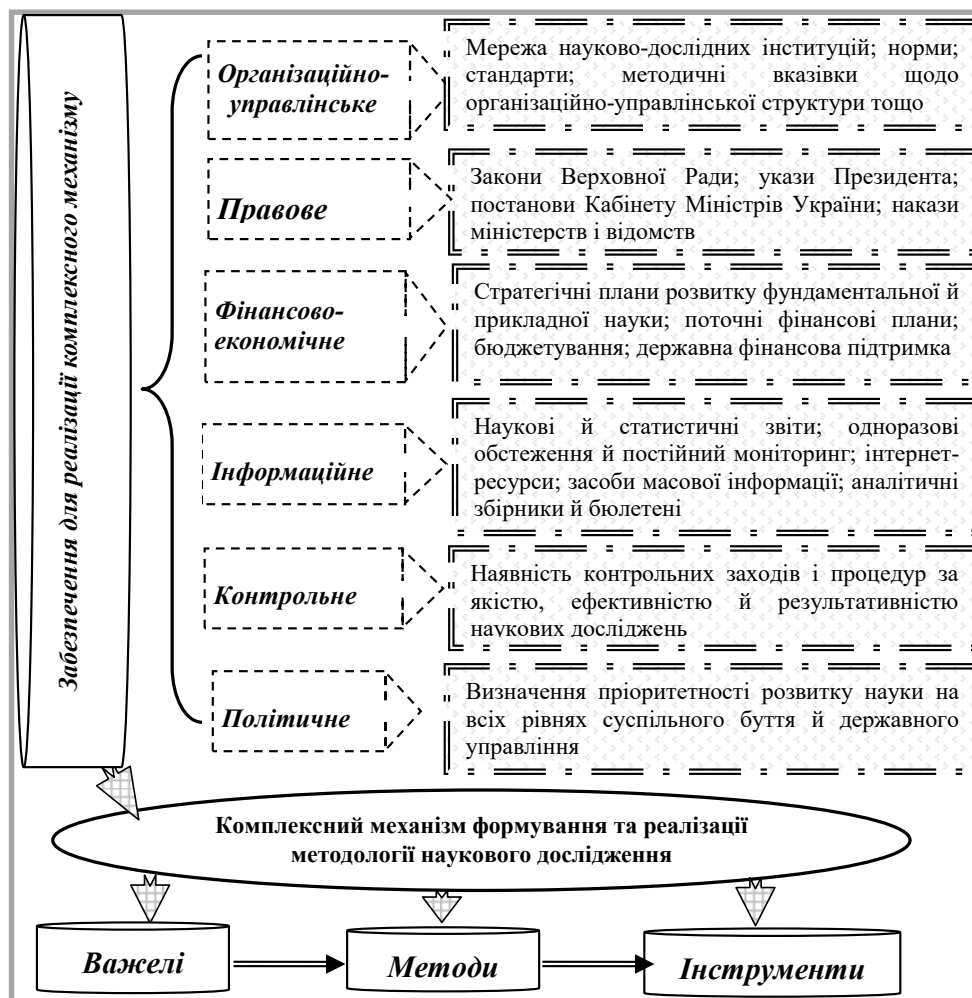 Забезпечення для реалізації комплексного механізму
Організаційно-
управлінське
Мережа науково-дослідних інституцій; норми;
стандарти; методичні вказівки щодо
організаційно-управлінської структури тощо
Правове
Закони Верховної Ради; укази Президента;
постанови Кабінету Міністрів України; накази
міністерств і відомств
Фінансово-
економічне
Стратегічні плани розвитку фундаментальної й
прикладної науки; поточні фінансові плани;
бюджетування; державна фінансова підтримка
Інформаційне
Наукові й статистичні звіти; одноразові
обстеження й постійний моніторинг; інтернет-
ресурси; засоби масової інформації; аналітичні
збірники й бюлетені
Контрольне
Наявність контрольних заходів і процедур за
якістю, ефективністю й результативністю
наукових досліджень
Політичне
Визначення пріоритетності розвитку науки на
всіх рівнях суспільного буття й державного
управління
Комплексний механізм формування та реалізації
методології наукового дослідження
Важелі
Методи
Інструменти